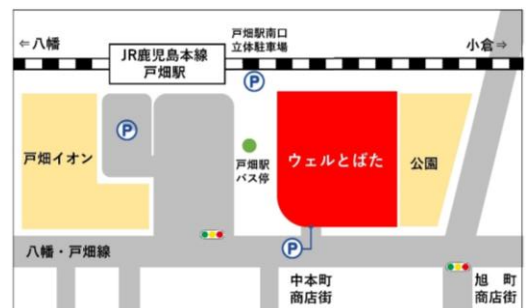 ⇐八幡
JR鹿児島本線
戸畑駅
戸畑駅南口
立体駐車場
小倉⇒
P
P
戸畑イオン
戸畑駅
バス停
ウェルとばた
公園
八幡・戸畑線
P
中本町
商店街
旭 町
商店街